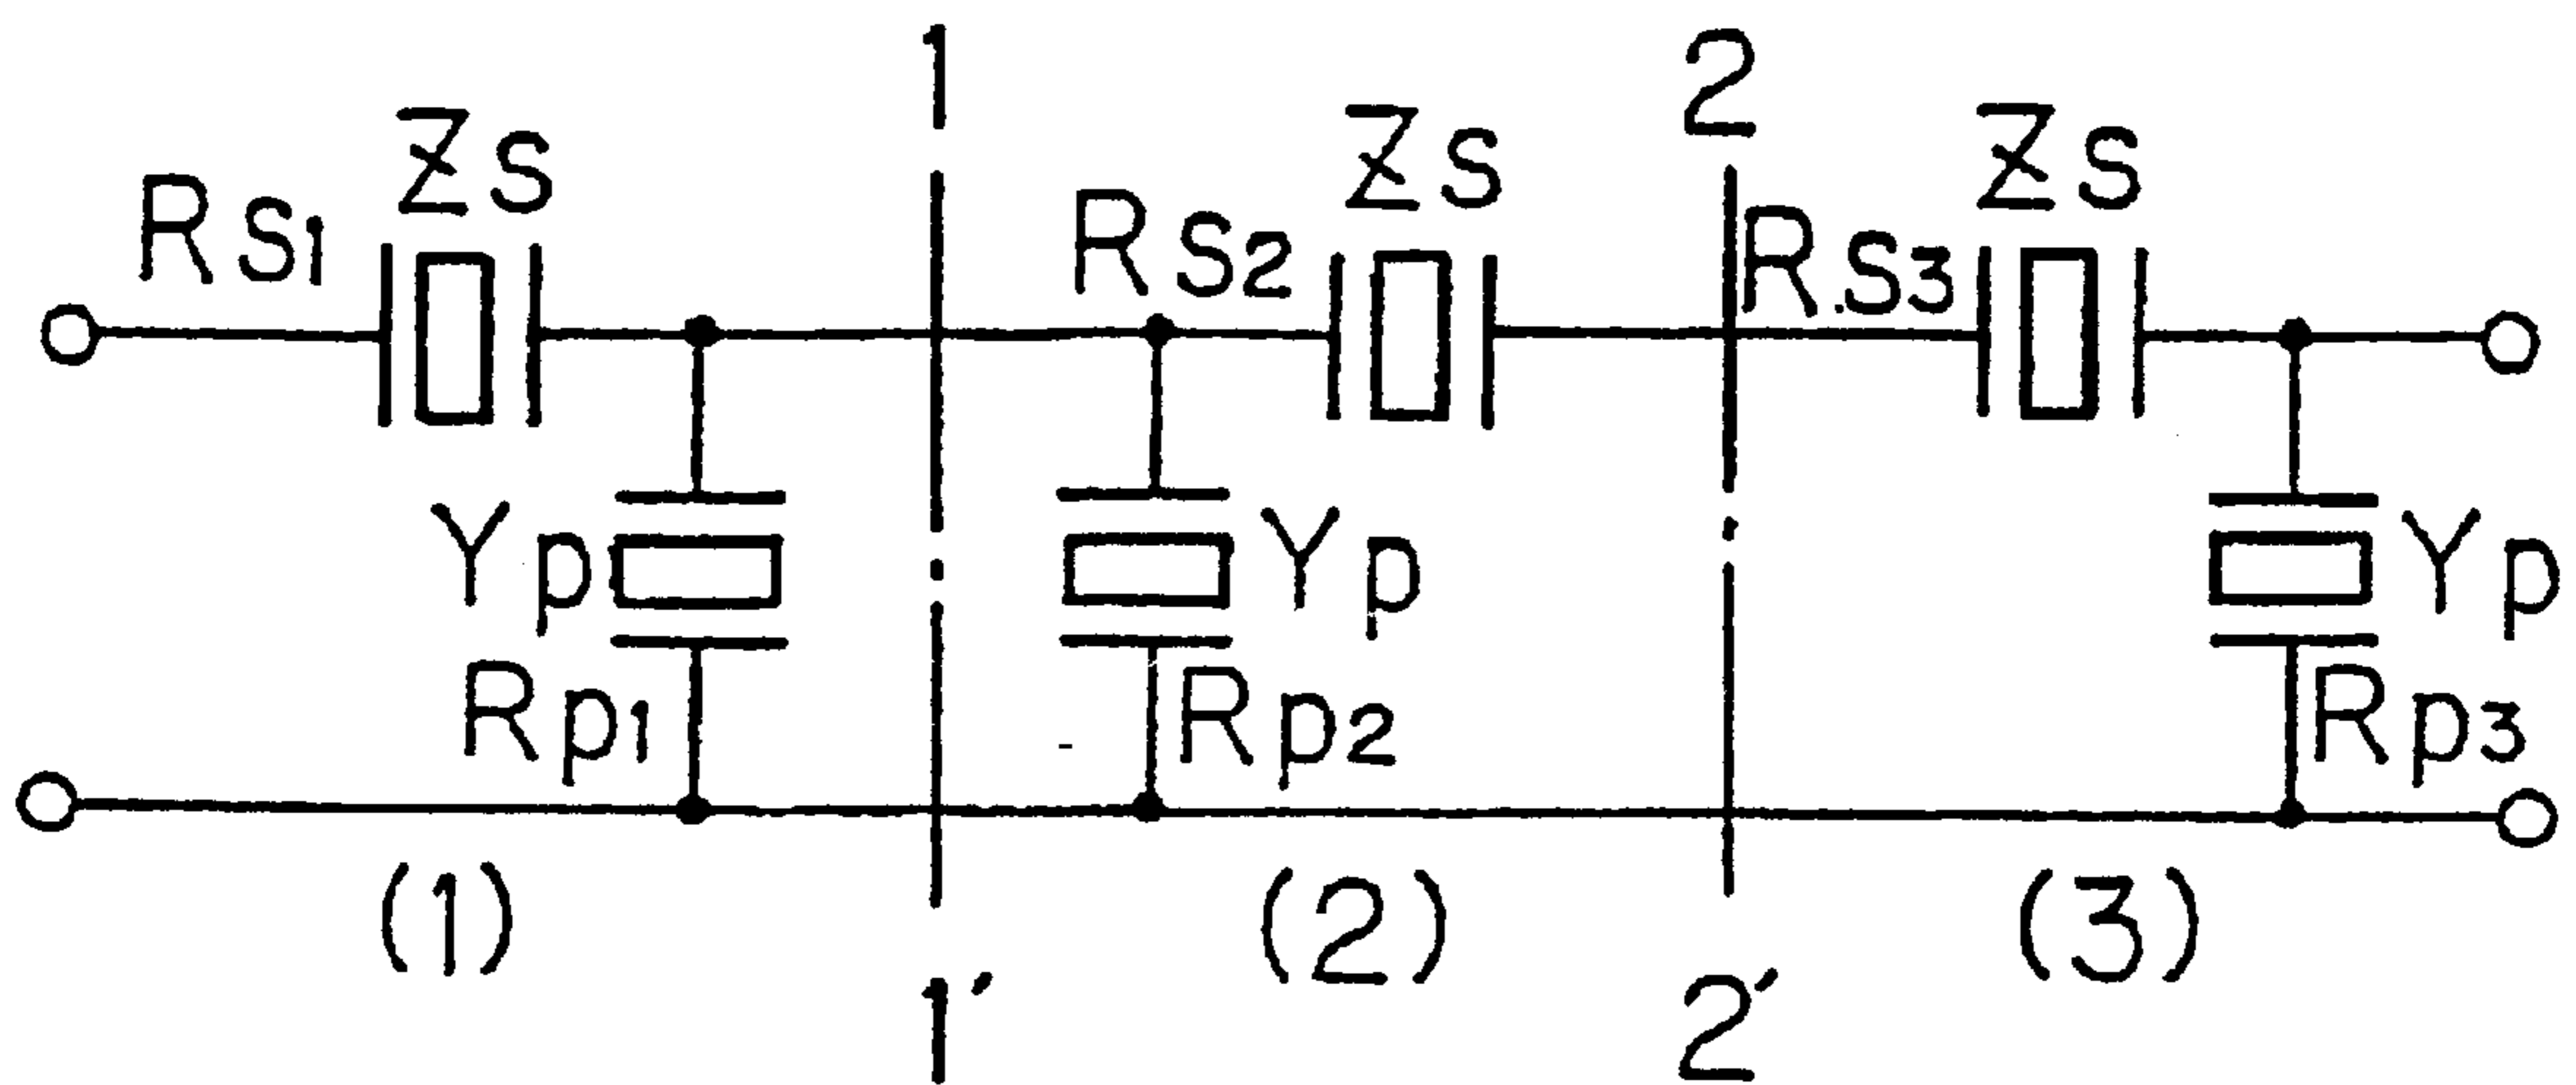 1
2
Zs
Zs
Zs
Rs1
Rs2
Rs3
Yp
Yp
Yp
Rp1
Rp2
Rp3
(1)
(2)
(3)
1'
2'